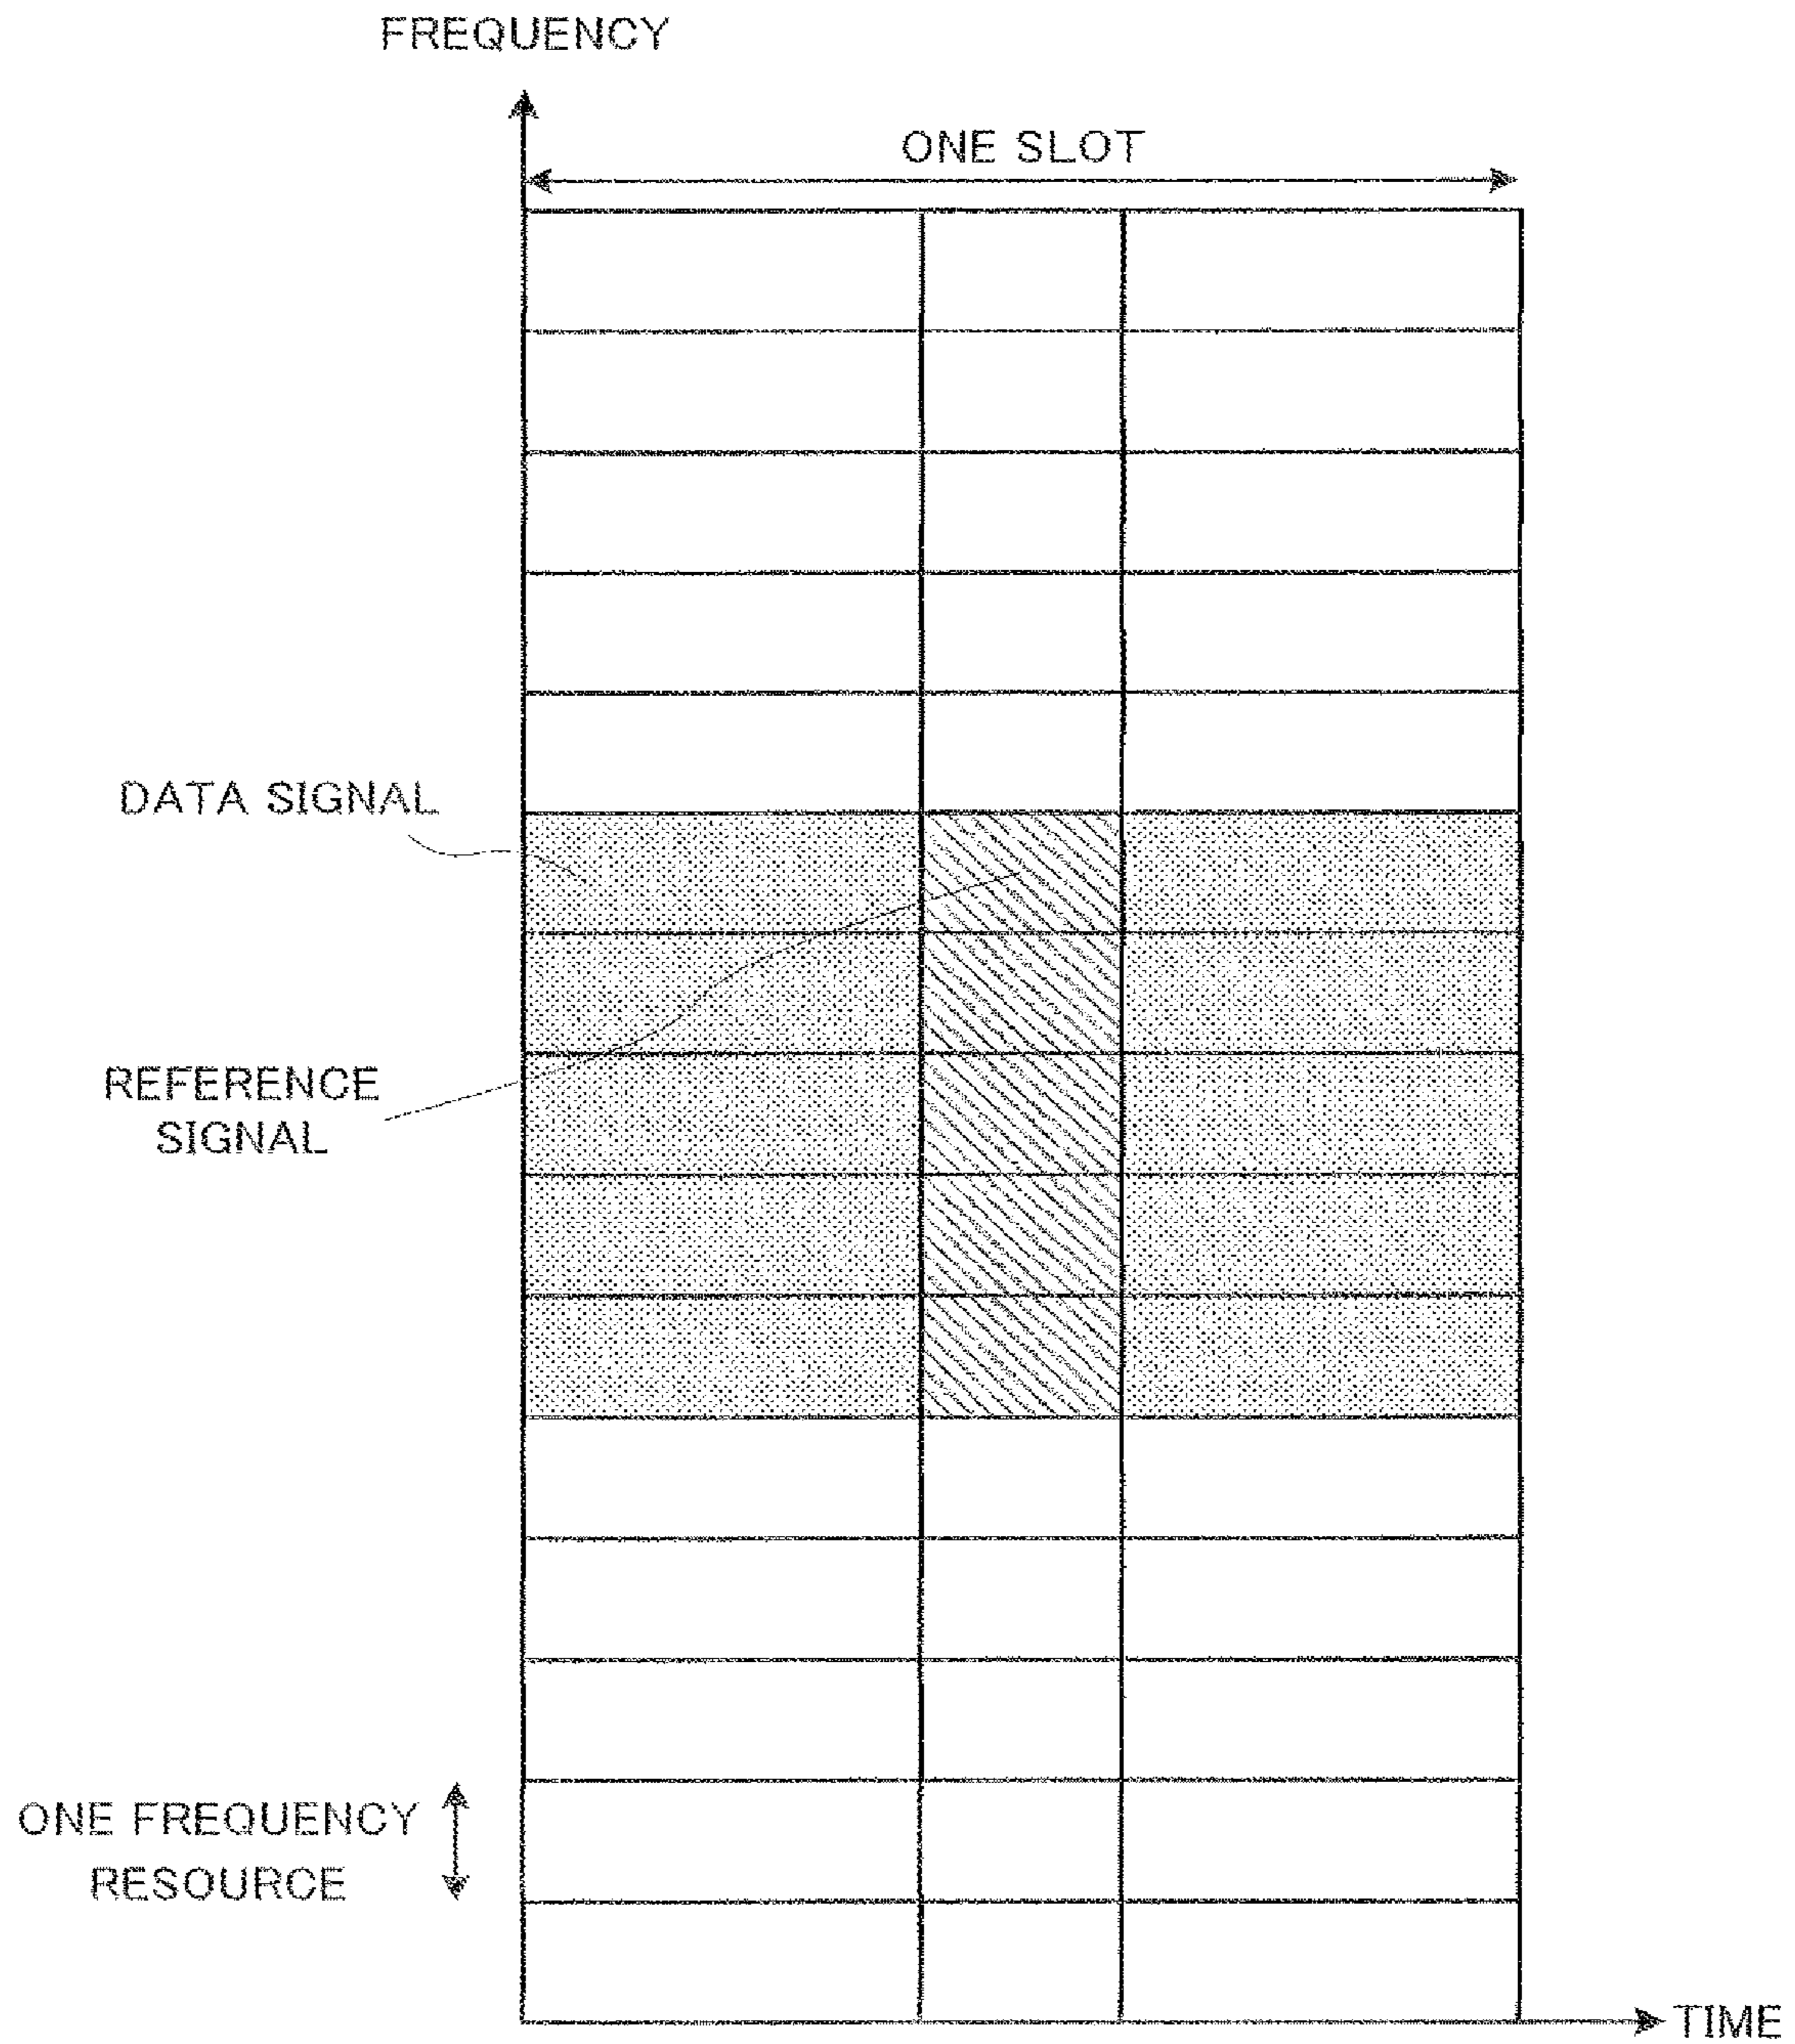 FREQUENCY
ONE SLOT
DATA SIGNAL
REFERENCE
SIGNAL
ONE FREQUENCY
RESOURCE
TIME